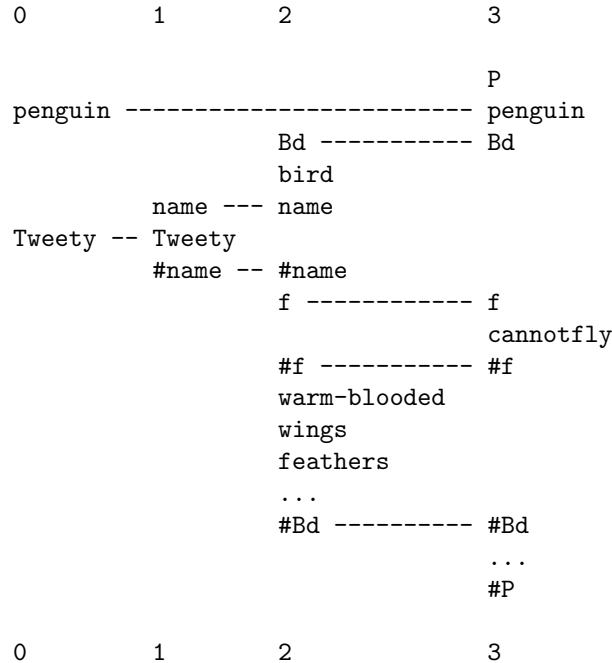 0          1        2              3
                                   P
penguin ------------------------- penguin
                    Bd ----------- Bd
                    bird
           name --- name
Tweety -- Tweety
           #name -- #name
                    f ------------ f
                                   cannotfly
                    #f ----------- #f
                    warm-blooded
                    wings
                    feathers
                    ...
                    #Bd ---------- #Bd
                                   ...
                                   #P
0          1        2              3